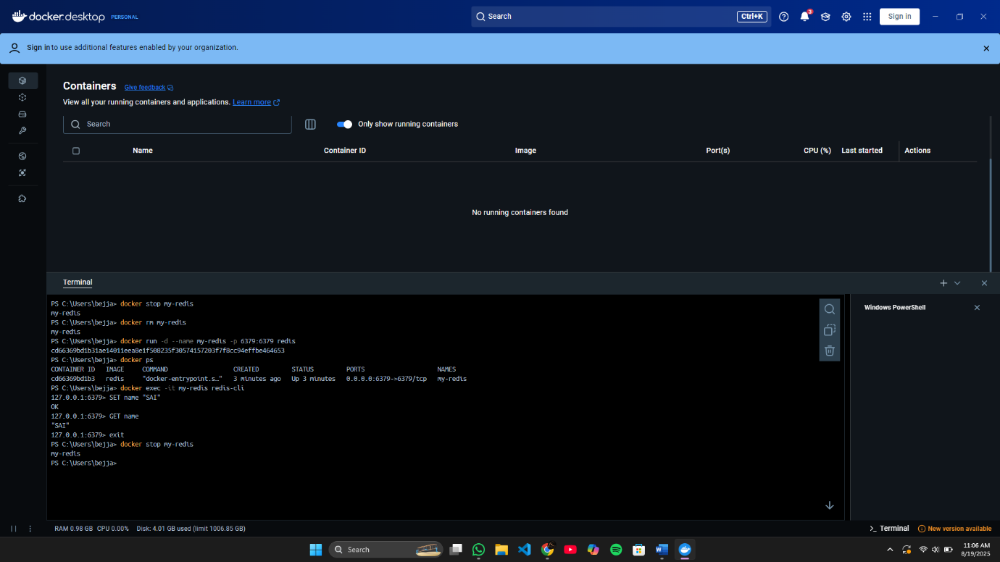 docker.desktop PERSONAL
Search Ctrl+K
3
Sign in
Sign in to use additional features enabled by your organization.
Containers Give feedback
View all your running containers and applications. Learn more
Search
Only show running containers
Name Container ID Image Port(s) CPU (%) Last started Actions
No running containers found
Terminal
Windows PowerShell
PS C:\Users\bejja> docker stop my-redis
my-redis
PS C:\Users\bejja> docker rm my-redis
my-redis
PS C:\Users\bejja> docker run -d --name my-redis -p 6379:6379 redis
cd66369bd1b31ae14011eea8e1f508235f30574157203f7f8cc94effbe464653
PS C:\Users\bejja> docker ps
CONTAINER ID IMAGE COMMAND CREATED STATUS PORTS NAMES
cd66369bd1b3 redis "docker-entrypoint.s…" 3 minutes ago Up 3 minutes 0.0.0.0:6379->6379/tcp my-redis
PS C:\Users\bejja> docker exec -it my-redis redis-cli
127.0.0.1:6379> SET name "SAI"
OK
127.0.0.1:6379> GET name
"SAI"
127.0.0.1:6379> exit
PS C:\Users\bejja> docker stop my-redis
my-redis
PS C:\Users\bejja>
RAM 0.98 GB CPU 0.00% Disk: 4.01 GB used (limit 1006.85 GB)
>_ Terminal New version available
Search
11:06 AM
8/19/2025